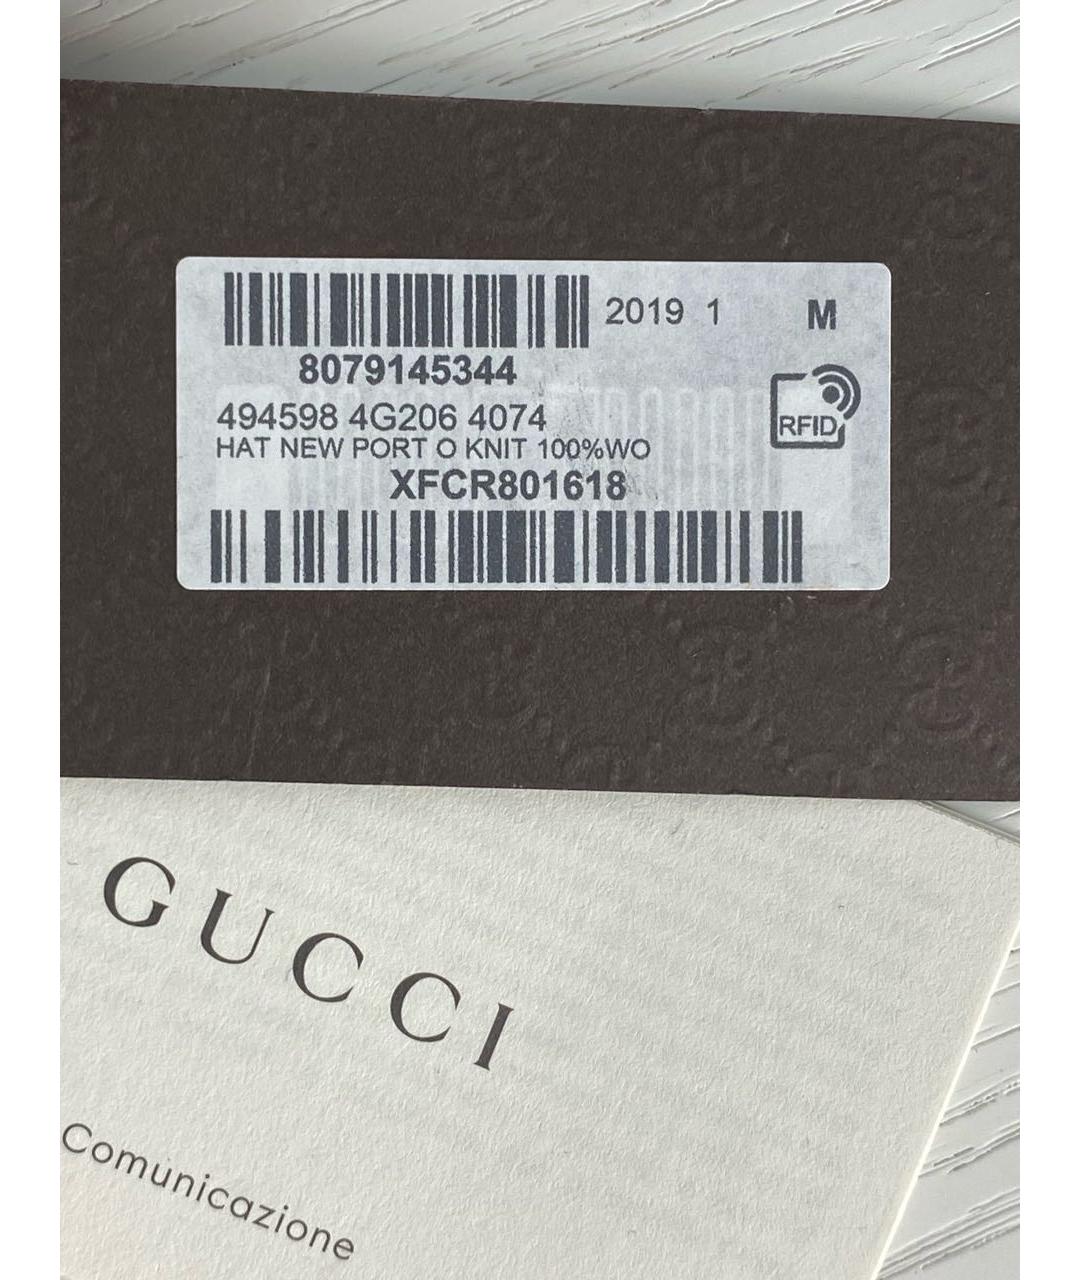 2019 1 M
8079145344
494598 4G206 4074
RFID
HAT NEW PORT O KNIT 100%WO
XFCR801618
GUCCI
Comunicazione